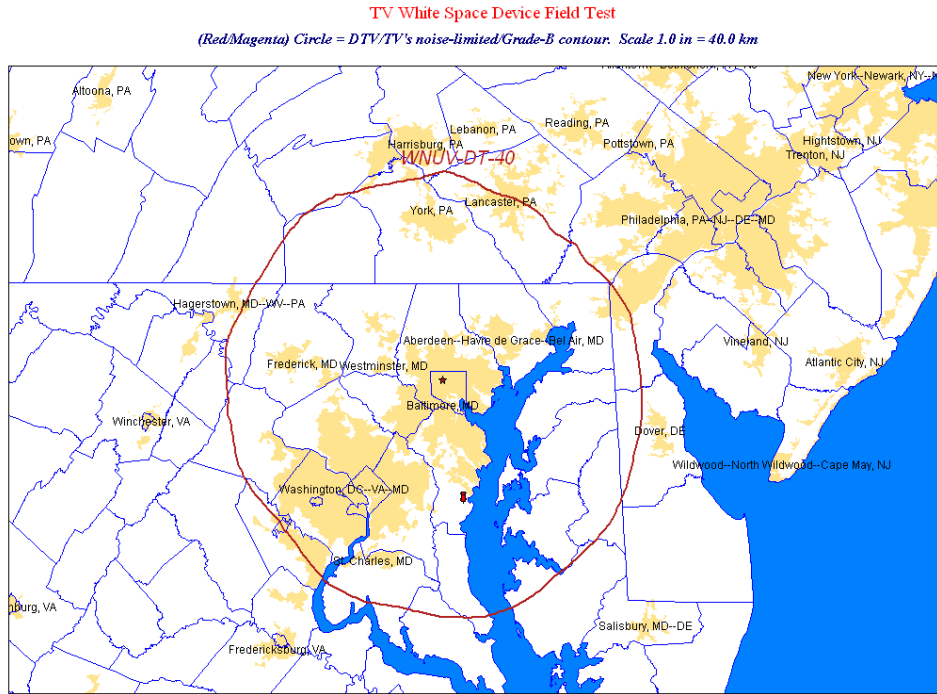 TV White Space Device Field Test
(Red/Magenta) Circle = DTV/TV's noise-limited/Grade-B contour. Scale 1.0 in = 40.0 km
New York--Newark, NY--N
Altoona, PA
Lebanon, PA
Reading, PA
own, PA
Harrisburg, PA
Pottstown, PA
Hightstown, NJ
WNUV-DT-40
Trenton, NJ
Lancaster, PA
York, PA
Philadelphia, PA--NJ--DE--MD
Hagerstown, MD--WV--PA
Aberdeen--Havre de Grace--Bel Air, MD
Vineland, NJ
Frederick, MD
Westminster, MD
Atlantic City, NJ
Baltimore, MD
Winchester, VA
Dover, DE
Wildwood--North Wildwood--Cape May, NJ
Washington, DC--VA--MD
St. Charles, MD
nburg, VA
Salisbury, MD--DE
Fredericksburg, VA